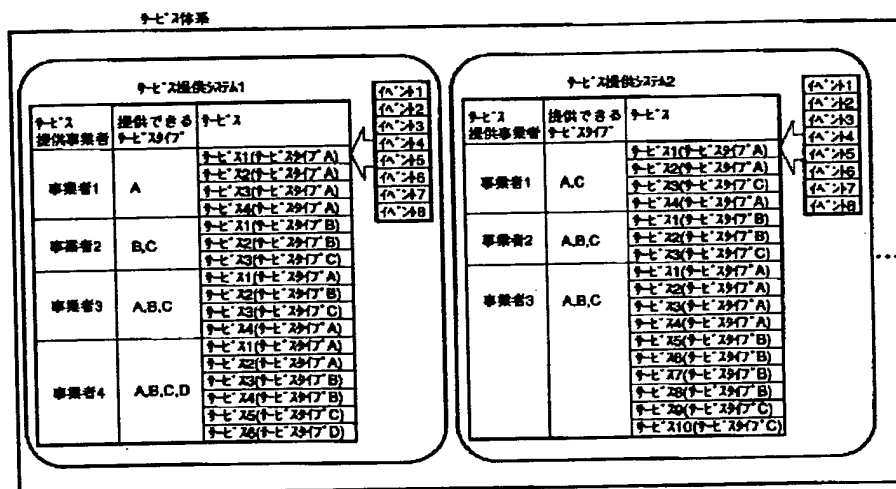 サービス体系
サービス提供システム1
サービス
提供事業者
提供できる
サービスタイプ
サービス
事業者1
A
サービス1(サービスタイプA)
サービス2(サービスタイプA)
サービス3(サービスタイプA)
サービス4(サービスタイプA)
事業者2
B,C
サービス1(サービスタイプB)
サービス2(サービスタイプB)
サービス3(サービスタイプC)
事業者3
A,B,C
サービス1(サービスタイプA)
サービス2(サービスタイプB)
サービス3(サービスタイプC)
サービス4(サービスタイプA)
事業者4
A,B,C,D
サービス1(サービスタイプA)
サービス2(サービスタイプA)
サービス3(サービスタイプB)
サービス4(サービスタイプB)
サービス5(サービスタイプC)
サービス6(サービスタイプD)
イベント1
イベント2
イベント3
イベント4
イベント5
イベント6
イベント7
イベント8
サービス提供システム2
サービス
提供事業者
提供できる
サービスタイプ
サービス
事業者1
A,C
サービス1(サービスタイプA)
サービス2(サービスタイプA)
サービス3(サービスタイプC)
サービス4(サービスタイプA)
事業者2
A,B,C
サービス1(サービスタイプB)
サービス2(サービスタイプB)
サービス3(サービスタイプC)
事業者3
A,B,C
サービス1(サービスタイプA)
サービス2(サービスタイプA)
サービス3(サービスタイプA)
サービス4(サービスタイプA)
サービス5(サービスタイプB)
サービス6(サービスタイプB)
サービス7(サービスタイプB)
サービス8(サービスタイプB)
サービス9(サービスタイプC)
サービス10(サービスタイプC)
イベント1
イベント2
イベント3
イベント4
イベント5
イベント6
イベント7
イベント8
…